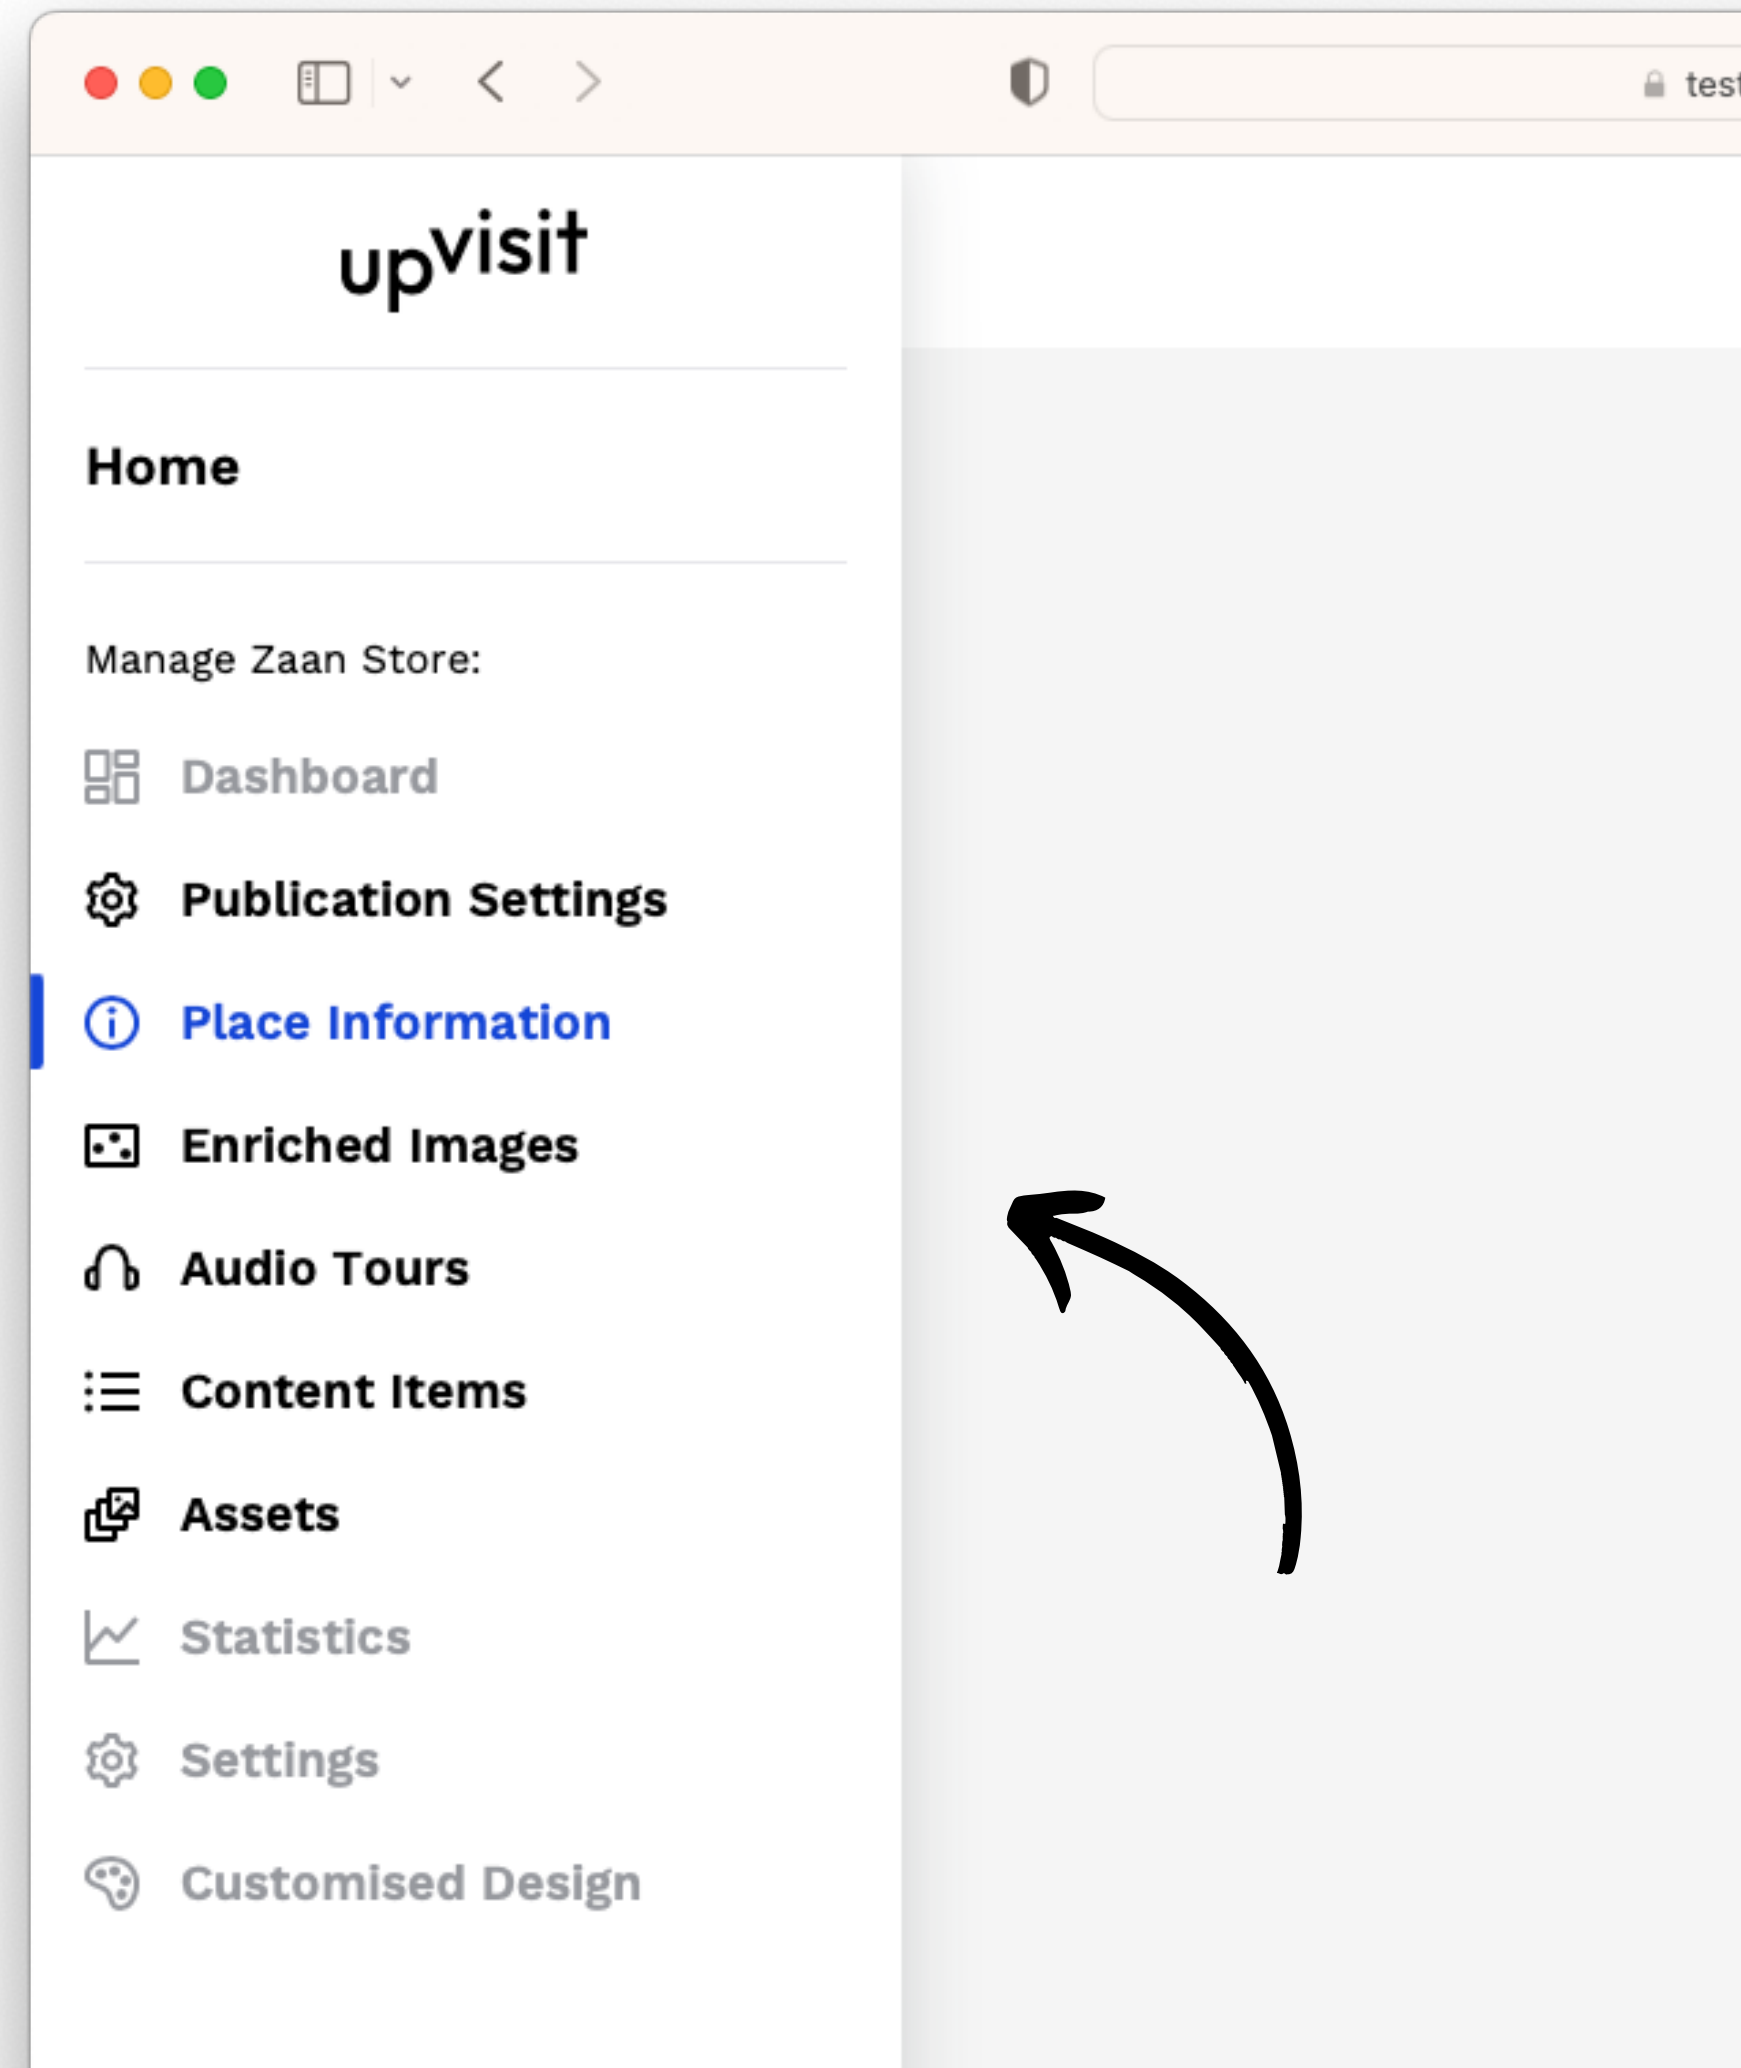 test
upvisit
Home
Manage Zaan Store:
Dashboard
Publication Settings
Place Information
Enriched Images
Audio Tours
Content Items
Assets
Statistics
Settings
Customised Design